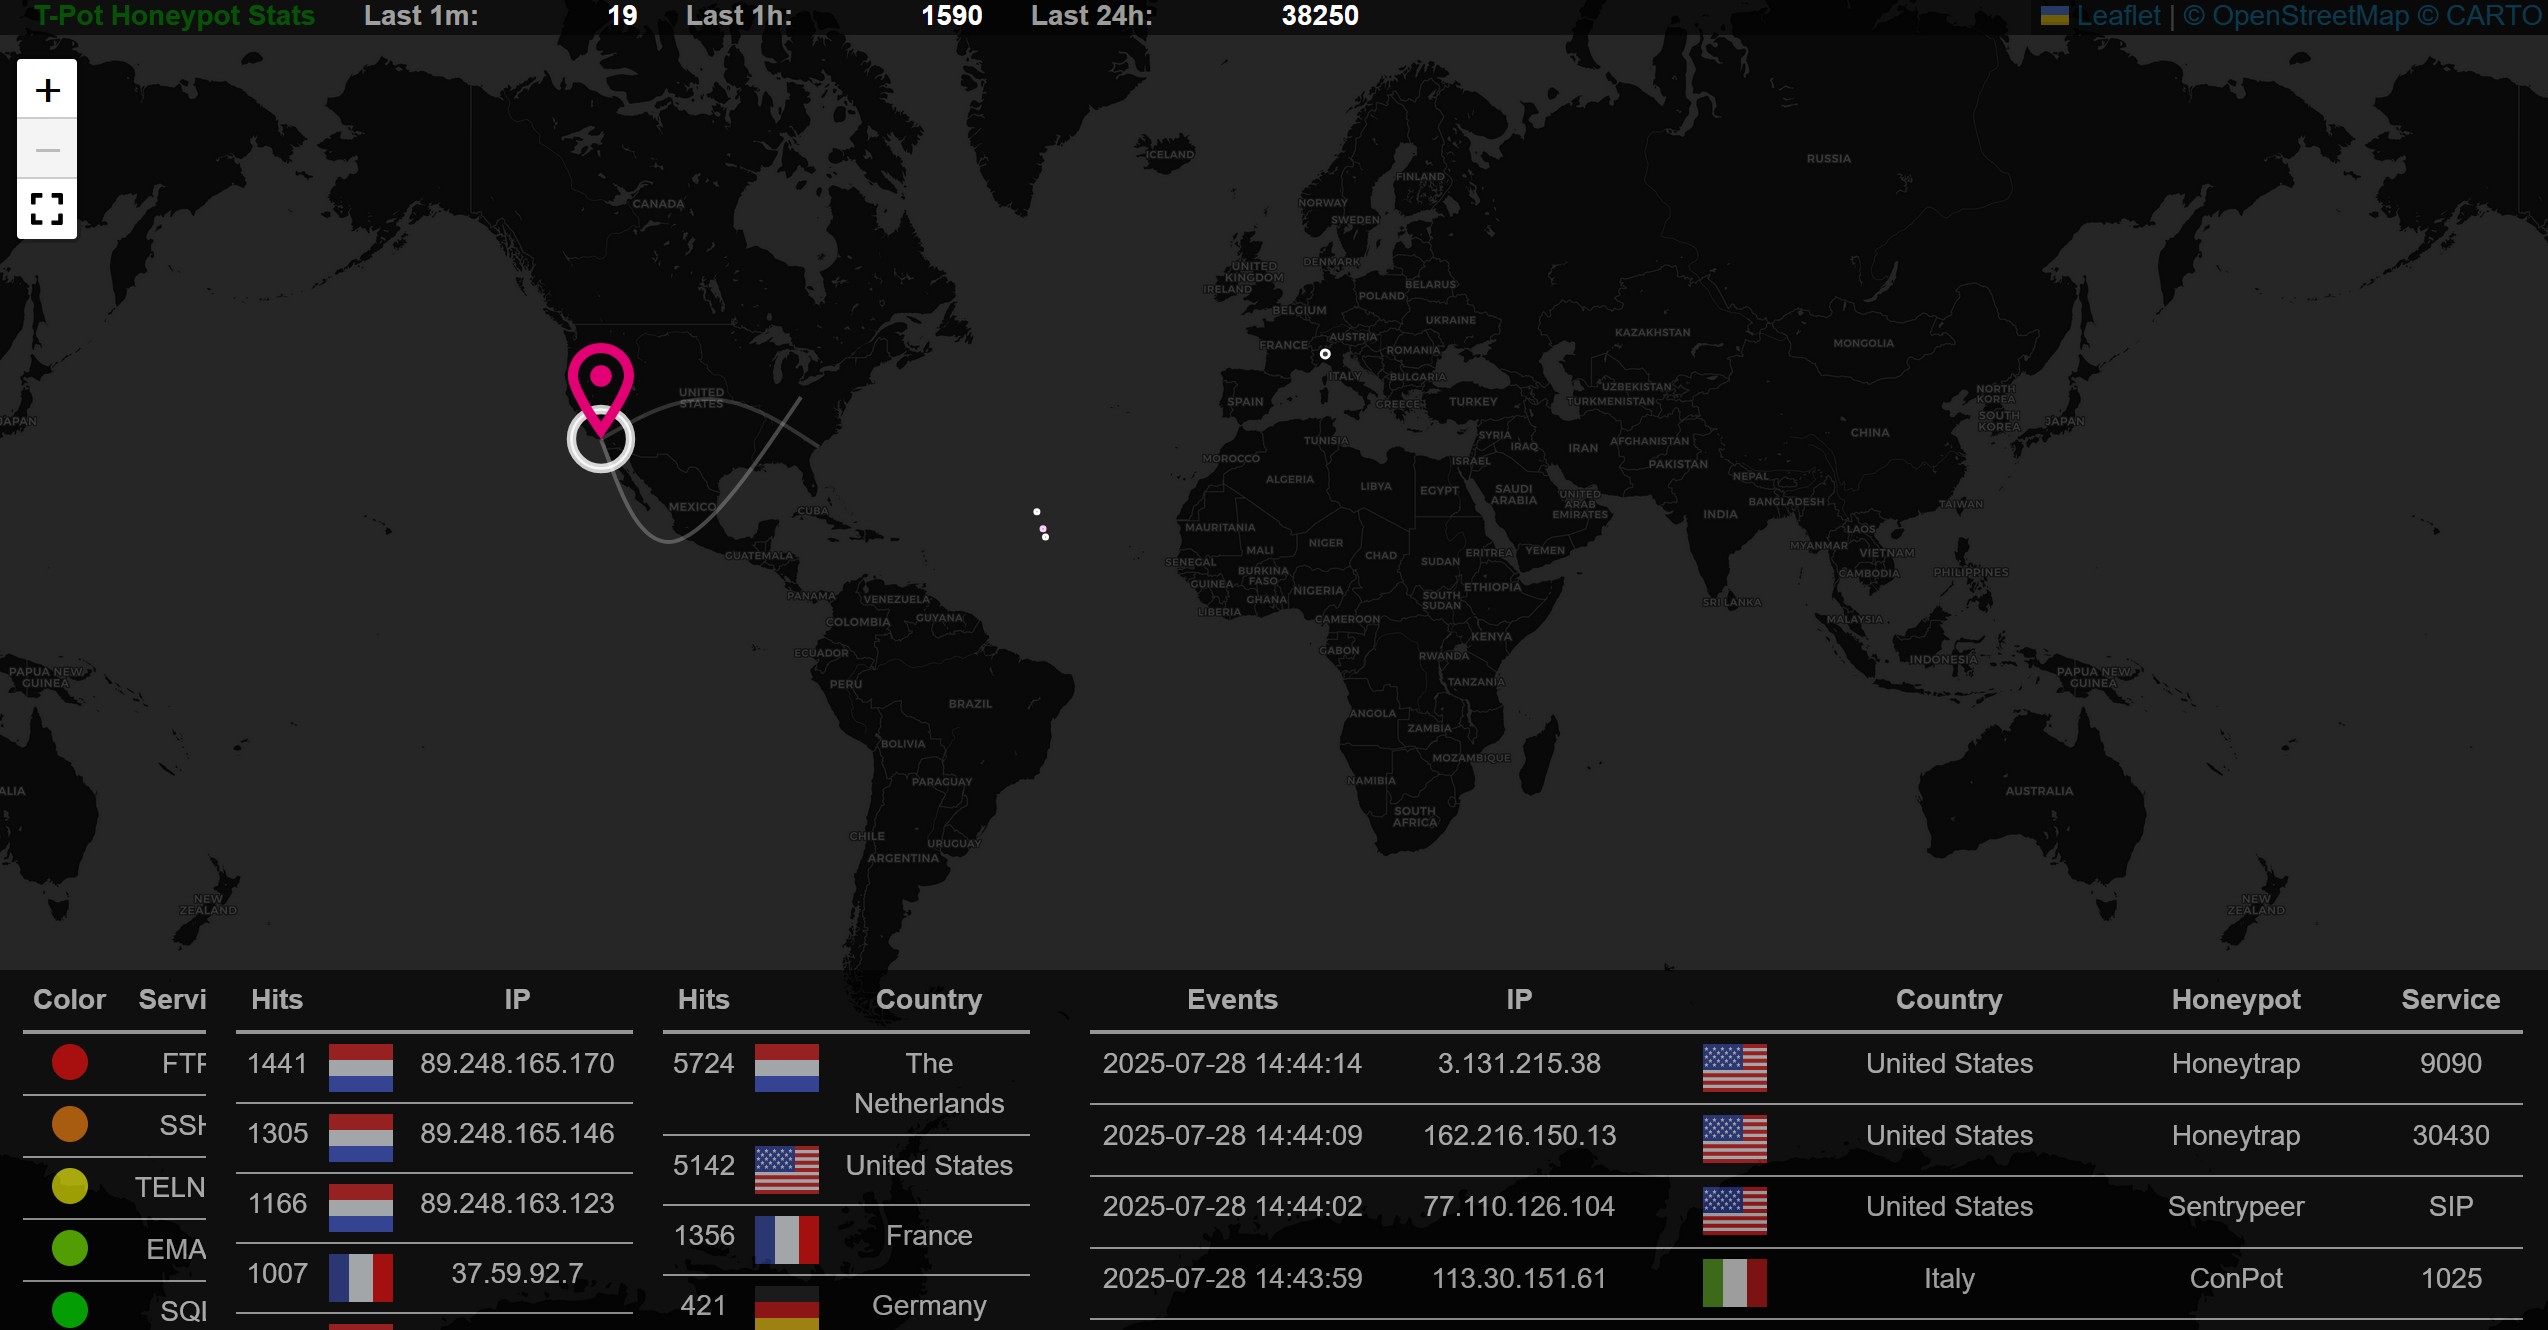 T-Pot Honeypot Stats Last 1m: 19 Last 1h: 1590 Last 24h: 38250 Leaflet | © OpenStreetMap © CARTO
+
−
ICELAND
RUSSIA
FINLAND
CANADA
NORWAY
SWEDEN
DENMARK
UNITED
KINGDOM
IRELAND
BELARUS
POLAND
BELGIUM
UKRAINE
KAZAKHSTAN
AUSTRIA
MONGOLIA
FRANCE
ROMANIA
ITALY
BULGARIA
UZBEKISTAN
UNITED
STATES
NORTH
KOREA
SPAIN
GREECE
TURKEY
TURKMENISTAN
JAPAN
SOUTH
KOREA
JAPAN
SYRIA
CHINA
TUNISIA
IRAQ
IRAN
AFGHANISTAN
MOROCCO
ISRAEL
PAKISTAN
ALGERIA
LIBYA
EGYPT
SAUDI
ARABIA
NEPAL
UNITED
ARAB
EMIRATES
BANGLADESH
TAIWAN
MEXICO
CUBA
INDIA
MAURITANIA
LAOS
MALI
NIGER
CHAD
MYANMAR
GUATEMALA
SUDAN
ERITREA
YEMEN
VIETNAM
SENEGAL
BURKINA
FASO
CAMBODIA
PHILIPPINES
GUINEA
NIGERIA
ETHIOPIA
PANAMA
VENEZUELA
GHANA
SOUTH
SUDAN
SRI LANKA
LIBERIA
COLOMBIA
GUYANA
CAMEROON
MALAYSIA
KENYA
ECUADOR
GABON
RWANDA
INDONESIA
PAPUA NEW
GUINEA
PERU
TANZANIA
PAPUA NEW
GUINEA
BRAZIL
ANGOLA
ZAMBIA
BOLIVIA
MOZAMBIQUE
PARAGUAY
NAMIBIA
ALIA
AUSTRALIA
SOUTH
AFRICA
CHILE
URUGUAY
ARGENTINA
NEW
ZEALAND
NEW
ZEALAND
Color Servi
FTP
SSH
TELN
EMA
SQL
Hits IP
1441 89.248.165.170
1305 89.248.165.146
1166 89.248.163.123
1007 37.59.92.7
Hits Country
5724 The
Netherlands
5142 United States
1356 France
421 Germany
Events IP Country Honeypot Service
2025-07-28 14:44:14 3.131.215.38 United States Honeytrap 9090
2025-07-28 14:44:09 162.216.150.13 United States Honeytrap 30430
2025-07-28 14:44:02 77.110.126.104 United States Sentrypeer SIP
2025-07-28 14:43:59 113.30.151.61 Italy ConPot 1025